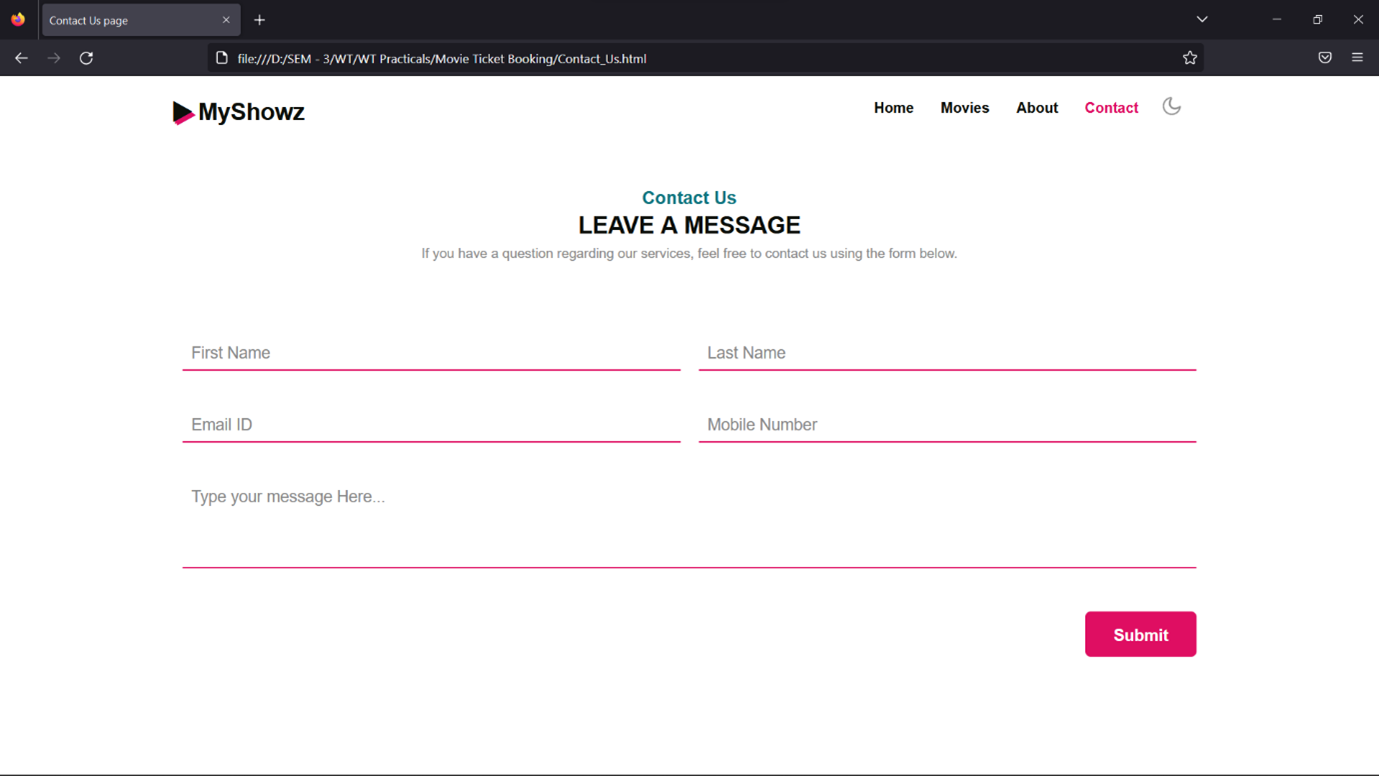 Contact Us page
file:///D:/SEM - 3/WT/WT Practicals/Movie Ticket Booking/Contact_Us.html
MyShowz
Home Movies About Contact
Contact Us
LEAVE A MESSAGE
If you have a question regarding our services, feel free to contact us using the form below.
First Name Last Name
Email ID Mobile Number
Type your message Here...
Submit